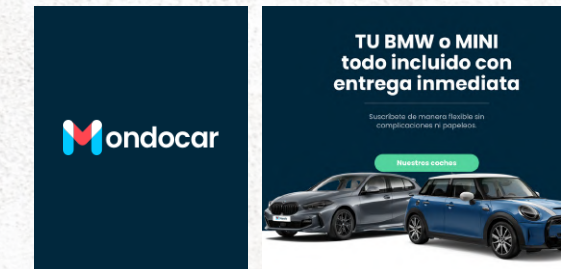 Mondocar
TU BMW o MINI
todo incluido con
entrega inmediata
Suscríbete de manera flexible sin
complicaciones ni papeleos.
Nuestros coches